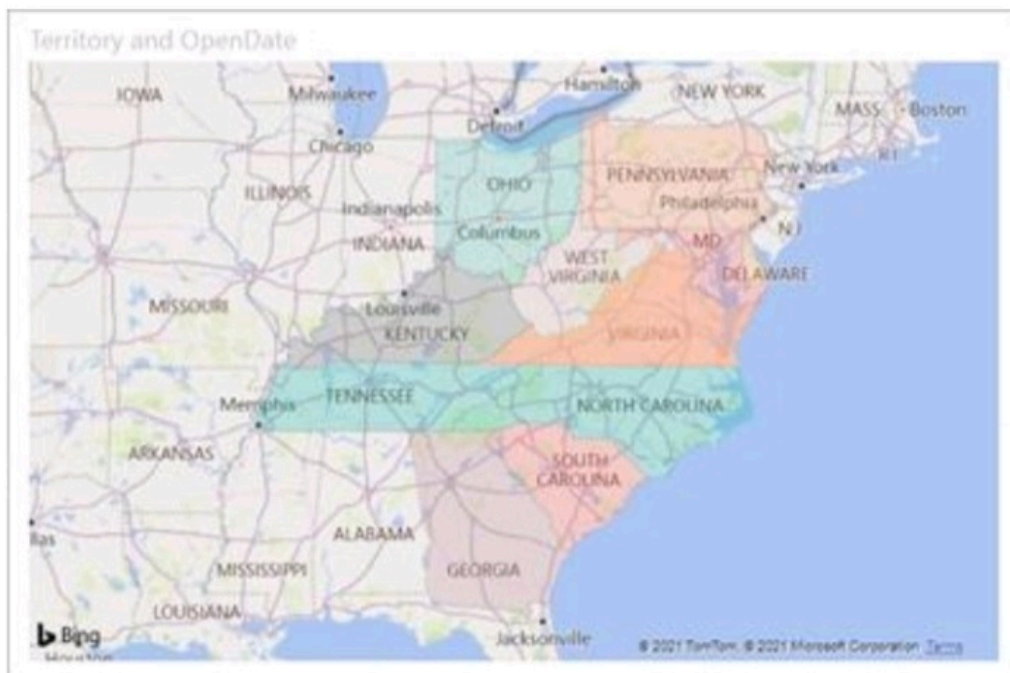 Territory and OpenDate
IOWA
Milwaukee
Hamilton
NEW YORK
MASS
Boston
Detroit
Chicago
R I
New York
PENNSYLVANIA
OHIO
ILLINOIS
Indianapolis
Philadelphia
Columbus
N J
INDIANA
MD
WEST
VIRGINIA
DELAWARE
MISSOURI
Louisville
KENTUCKY
VIRGINIA
TENNESSEE
Memphis
NORTH CAROLINA
ARKANSAS
SOUTH
CAROLINA
llas
ALABAMA
MISSISSIPPI
GEORGIA
LOUISIANA
Bing
Jacksonville
© 2021 TomTom, © 2021 Microsoft Corporation Terms
Houston